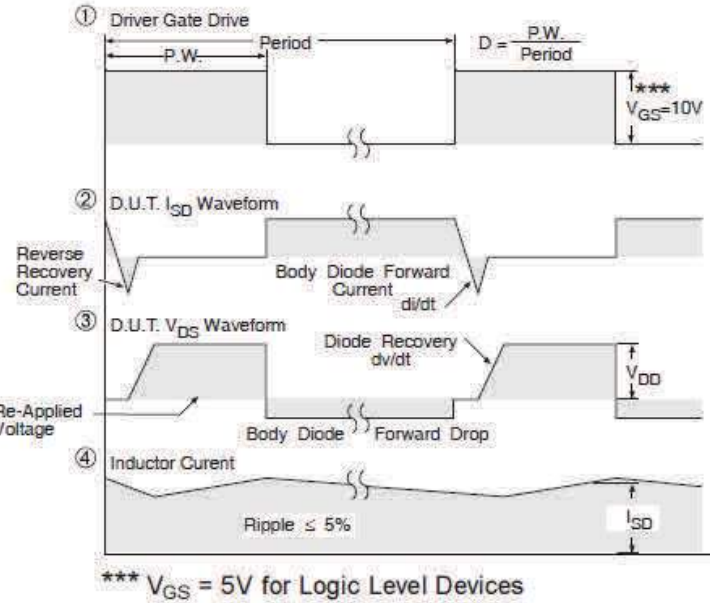 ① Driver Gate Drive
Period
P.W.
D = P.W.
Period
***
VGS=10V
② D.U.T. ISD Waveform
Reverse
Recovery
Current
Body Diode Forward
Current
di/dt
③ D.U.T. VDS Waveform
Diode Recovery
dv/dt
VDD
Re-Applied
Voltage
Body Diode Forward Drop
④ Inductor Curent
Ripple ≤ 5%
ISD
*** VGS = 5V for Logic Level Devices